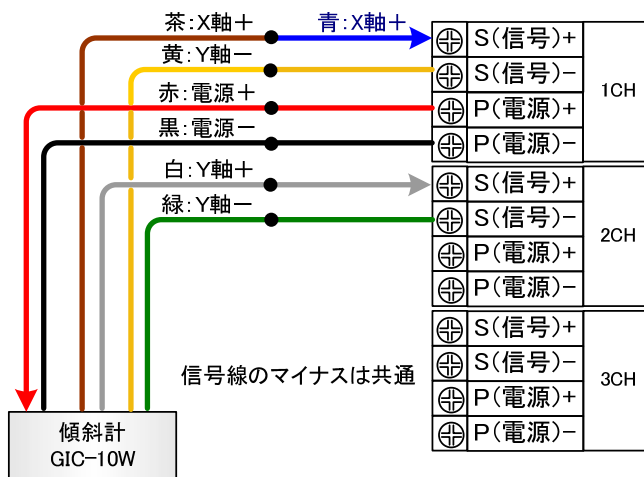 茶:X軸+ 青:X軸+
黄:Y軸-
赤:電源+
黒:電源-
白:Y軸+
緑:Y軸-
S(信号)+
S(信号)-
P(電源)+
P(電源)-
1CH
S(信号)+
S(信号)-
P(電源)+
P(電源)-
2CH
S(信号)+
S(信号)-
P(電源)+
P(電源)-
3CH
信号線のマイナスは共通
傾斜計
GIC-10W